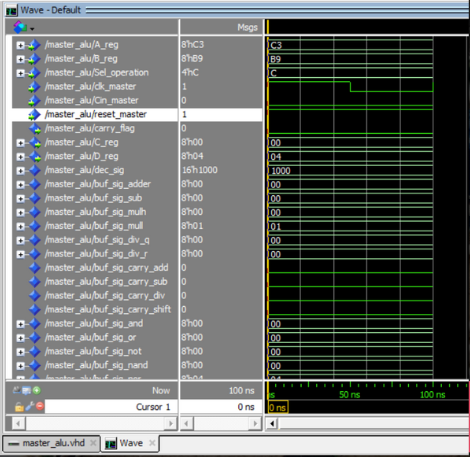 Wave - Default
Msgs
/master_alu/A_reg 8'hC3 C3
/master_alu/B_reg 8'hB9 B9
/master_alu/Sel_operation 4'hC C
/master_alu/clk_master 1
/master_alu/Cin_master 0
/master_alu/reset_master 1
/master_alu/carry_flag 0
/master_alu/C_reg 8'h00 00
/master_alu/D_reg 8'h04 04
/master_alu/dec_sig 16'h1000 1000
/master_alu/buf_sig_adder 8'h00 00
/master_alu/buf_sig_sub 8'h00 00
/master_alu/buf_sig_mulh 8'h00 00
/master_alu/buf_sig_mull 8'h01 01
/master_alu/buf_sig_div_q 8'h00 00
/master_alu/buf_sig_div_r 8'h00 00
/master_alu/buf_sig_carry_add 0
/master_alu/buf_sig_carry_sub 0
/master_alu/buf_sig_carry_div 0
/master_alu/buf_sig_carry_shift 0
/master_alu/buf_sig_and 8'h00 00
/master_alu/buf_sig_or 8'h00 00
/master_alu/buf_sig_not 8'h00 00
/master_alu/buf_sig_nand 8'h00 00
/master_alu/buf_sig_nor 8'h04 04
Now 100 ns ns 50 ns 100 ns
Cursor 1 0 ns 0 ns
master_alu.vhd Wave